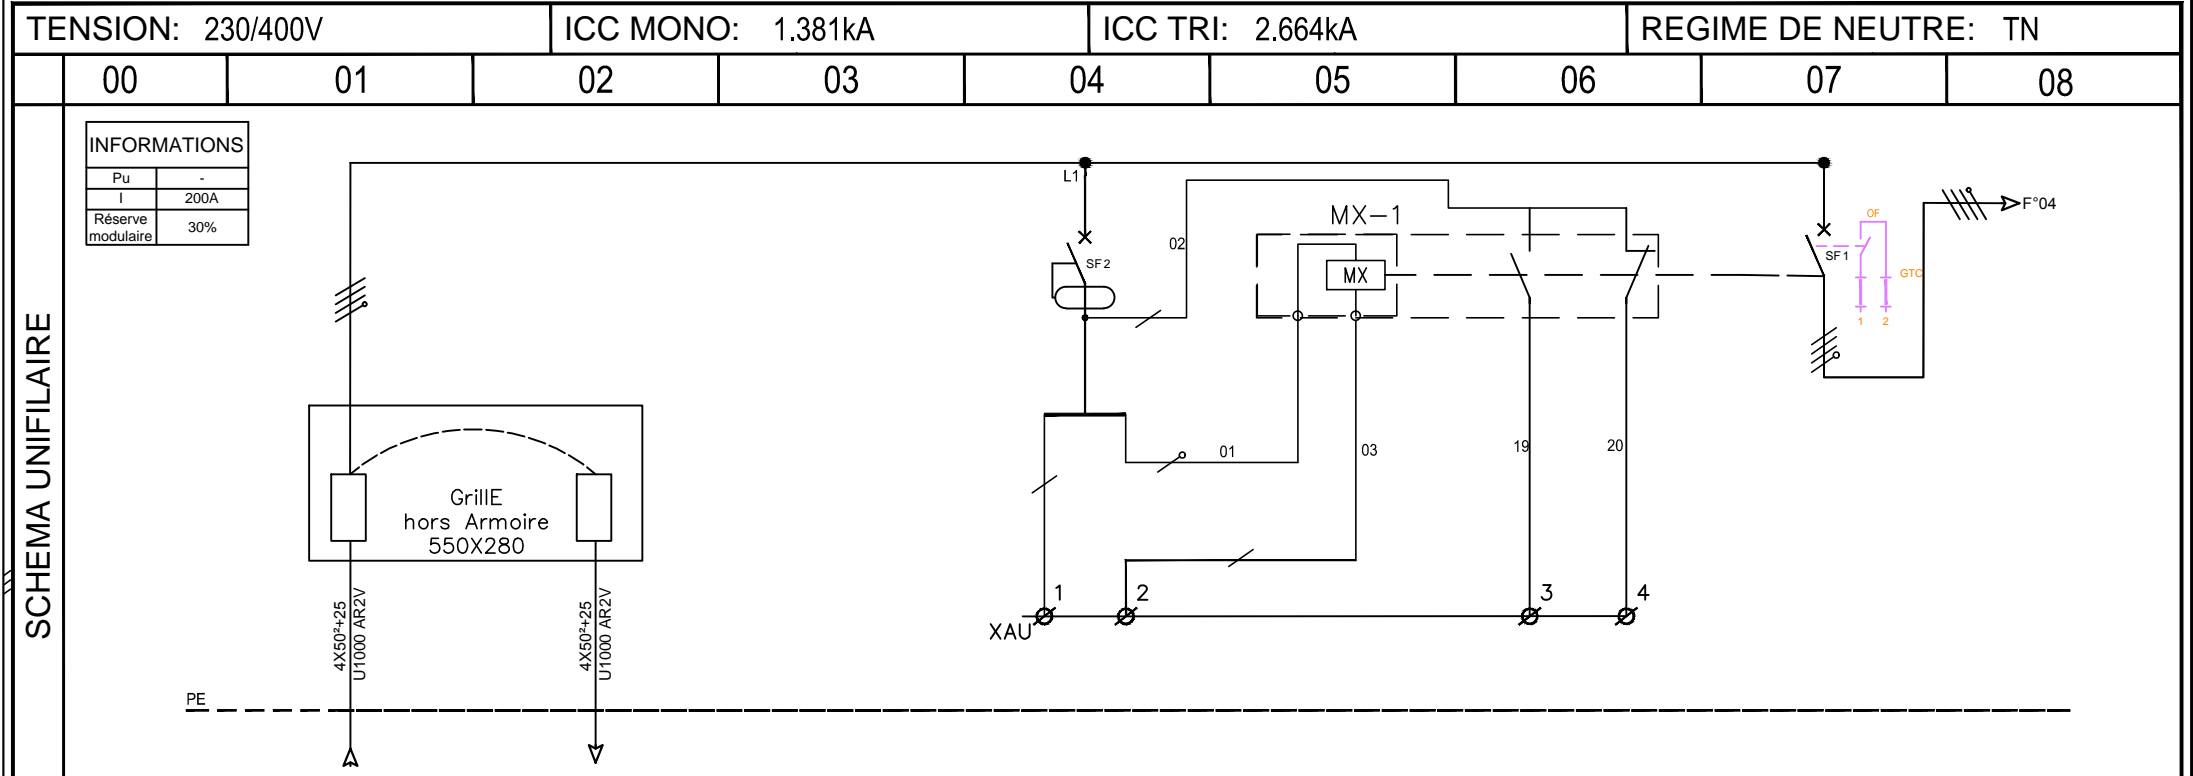 TENSION: 230/400V
ICC MONO: 1.381kA
ICC TRI: 2.664kA
REGIME DE NEUTRE: TN
00 01 02 03 04 05 06 07 08
SCHEMA UNIFILAIRE
INFORMATIONS
Pu -
I 200A
Réserve
modulaire
30%
L1
SF2
02
MX-1
MX
SF1
OF
GTC
1 2
F°04
01
03
19
20
GrillE
hors Armoire
550X280
4X50²+25
U1000 AR2V
4X50²+25
U1000 AR2V
XAU
1
2
3
4
PE